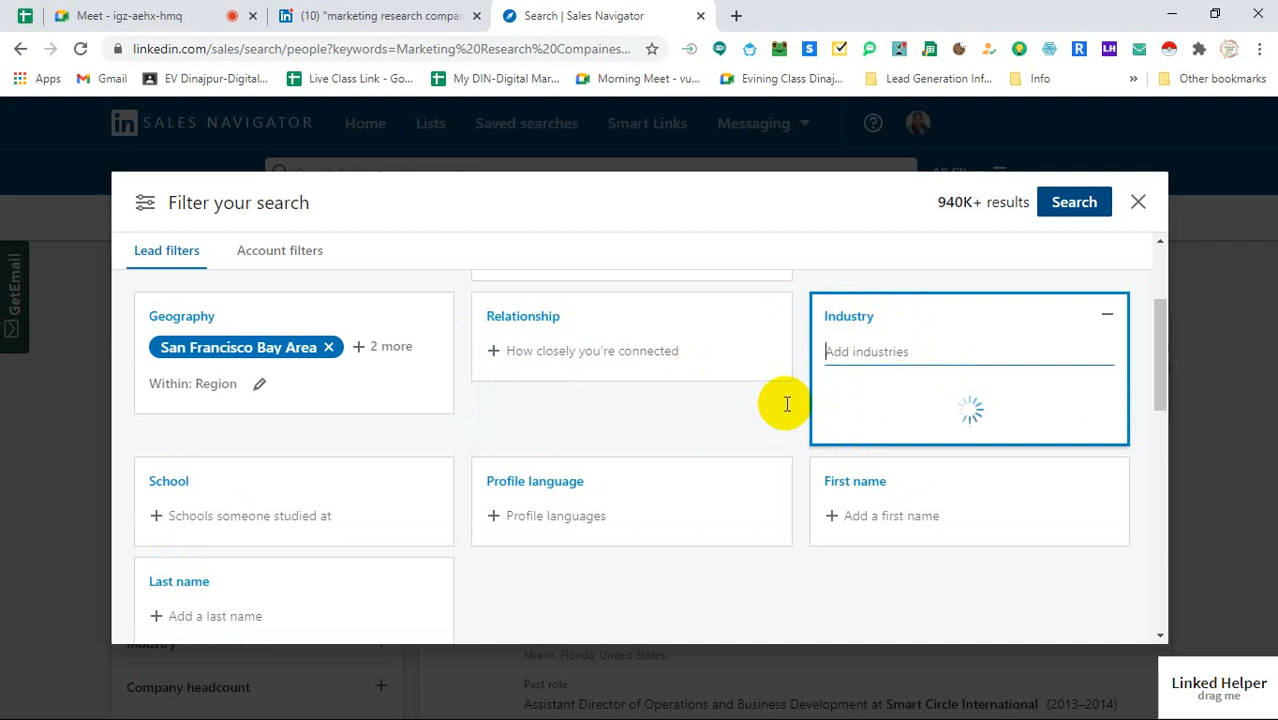 Meet - igz-aehx-hmq
(10) "marketing research compan
Search | Sales Navigator
linkedin.com/sales/search/people?keywords=Marketing%20Research%20Compaines...
Apps
Gmail
EV Dinajpur-Digital...
Live Class Link - Go...
My DIN-Digital Mar...
Morning Meet - vu...
Evining Class Dinaj...
Lead Generation Inf...
Info
Other bookmarks
in SALES NAVIGATOR
Home
Lists
Saved searches
Smart Links
Messaging
All filters
Filter your search
940K+ results
Search
Lead filters
Account filters
GetEmail
Geography
San Francisco Bay Area
+ 2 more
Within: Region
Relationship
+ How closely you're connected
Industry
Add industries
School
+ Schools someone studied at
Profile language
+ Profile languages
First name
+ Add a first name
Last name
+ Add a last name
Industry
Company headcount
Miami, Florida, United States
Past role
Assistant Director of Operations and Business Development at Smart Circle International (2013–2014)
Linked Helper
drag me